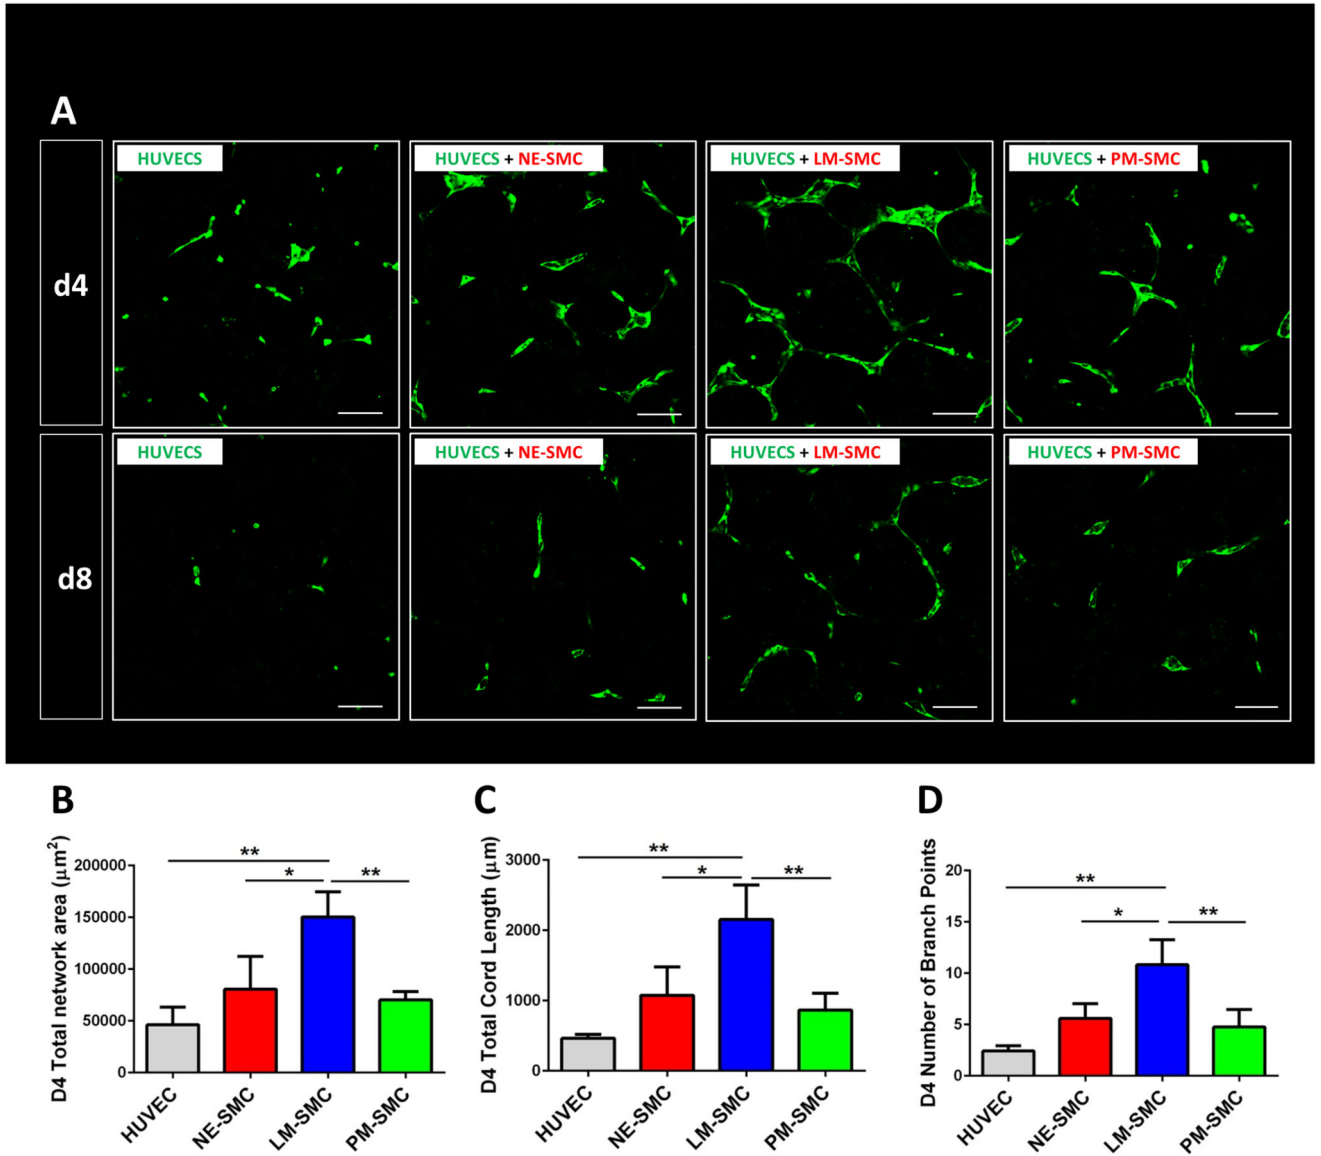 A
d4
HUVECS
HUVECS + NE-SMC
HUVECS + LM-SMC
HUVECS + PM-SMC
d8
HUVECS
HUVECS + NE-SMC
HUVECS + LM-SMC
HUVECS + PM-SMC
B
D4 Total network area (μm²)
200000
150000
100000
50000
0
**
*
**
HUVEC
NE-SMC
LM-SMC
PM-SMC
C
D4 Total Cord Length (μm)
3000
2000
1000
0
**
*
**
HUVEC
NE-SMC
LM-SMC
PM-SMC
D
D4 Number of Branch Points
20
15
10
5
0
**
*
**
HUVEC
NE-SMC
LM-SMC
PM-SMC